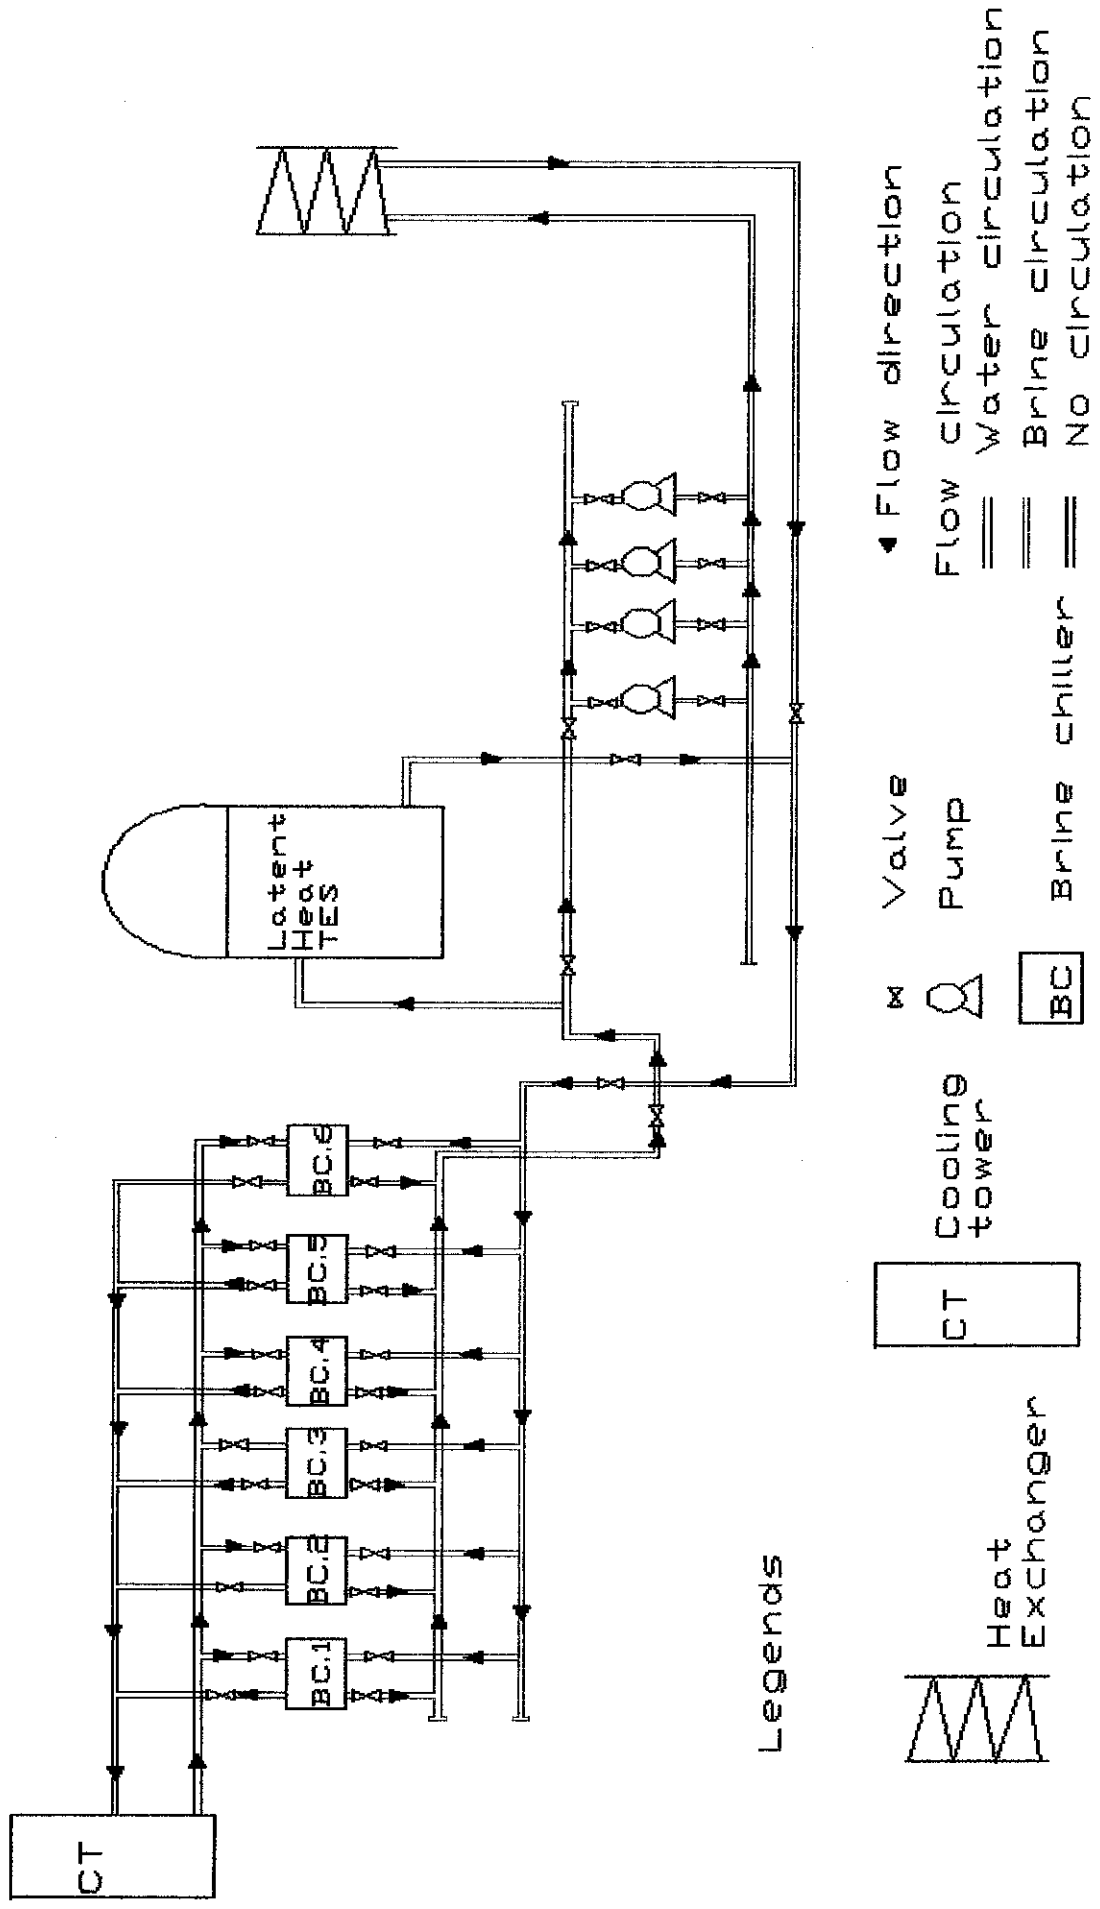 CT
BC.1
BC.2
BC.3
BC.4
BC.5
BC.6
Latent
Heat
TES
Legends
Heat
Exchanger
CT
Cooling
tower
Valve
Pump
BC
Brine chiller
Flow direction
Flow circulation
Water circulation
Brine circulation
No circulation